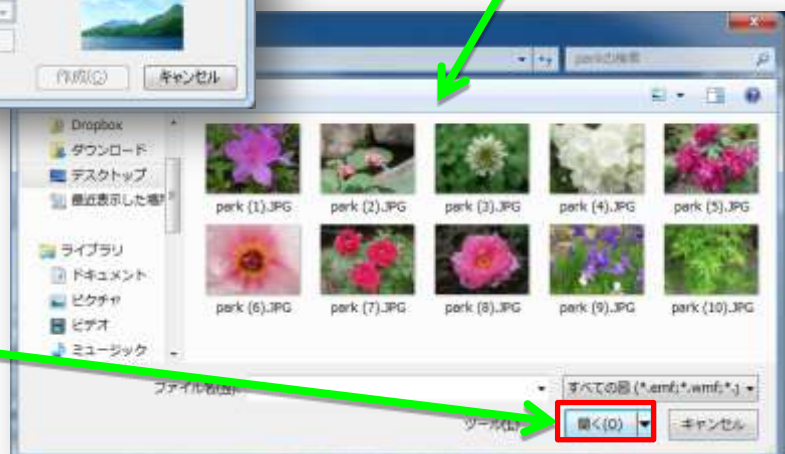 作成(C) キャンセル
parkの検索
Dropbox
ダウンロード
デスクトップ
最近表示した場所
park (1).JPG park (2).JPG park (3).JPG park (4).JPG park (5).JPG
ライブラリ
ドキュメント
ピクチャ
ビデオ
ミュージック
park (6).JPG park (7).JPG park (8).JPG park (9).JPG park (10).JPG
ファイル名(N):
すべての図 (*.emf;*.wmf;*.j
ツール(L)
開く(O) キャンセル